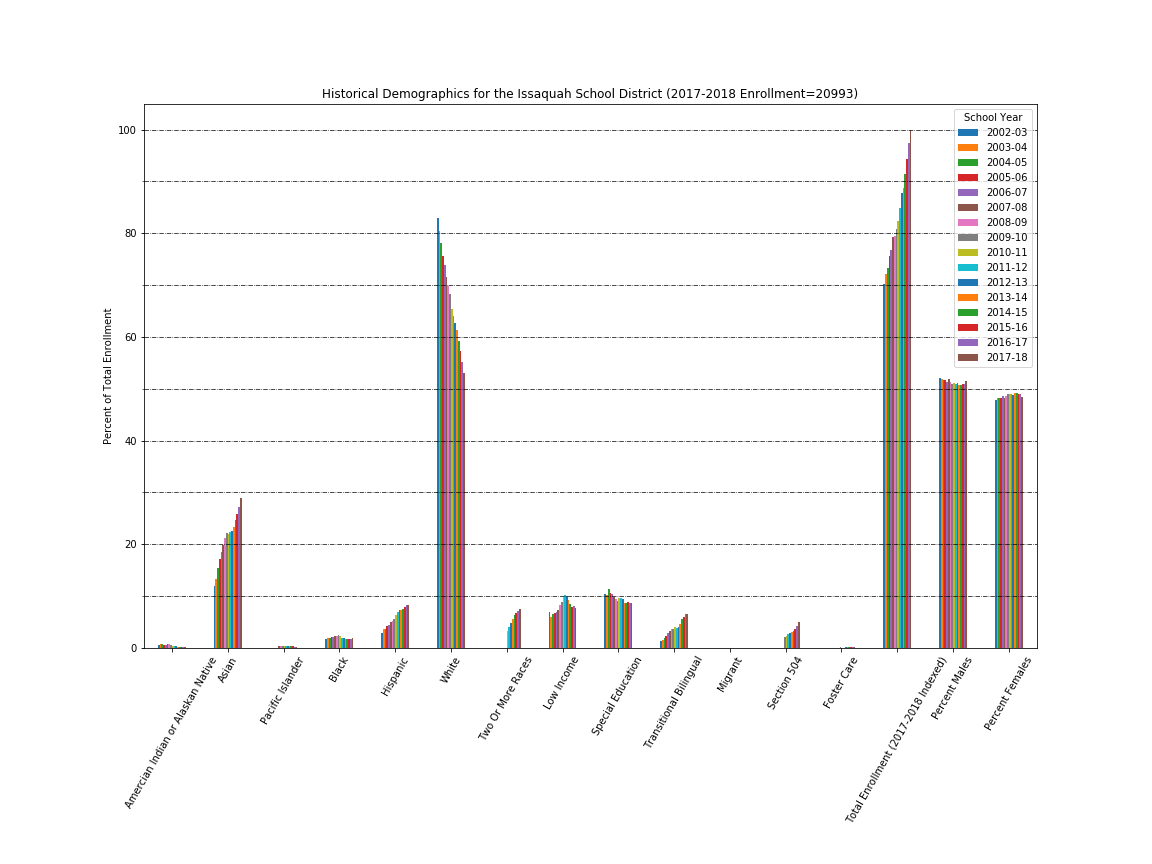 Historical Demographics for the Issaquah School District (2017-2018 Enrollment=20993)
Percent of Total Enrollment
100
80
60
40
20
0
School Year
2002-03
2003-04
2004-05
2005-06
2006-07
2007-08
2008-09
2009-10
2010-11
2011-12
2012-13
2013-14
2014-15
2015-16
2016-17
2017-18
Amercian Indian or Alaskan Native
Asian
Pacific Islander
Black
Hispanic
White
Two Or More Races
Low Income
Special Education
Transitional Bilingual
Migrant
Section 504
Foster Care
Total Enrollment (2017-2018 Indexed)
Percent Males
Percent Females